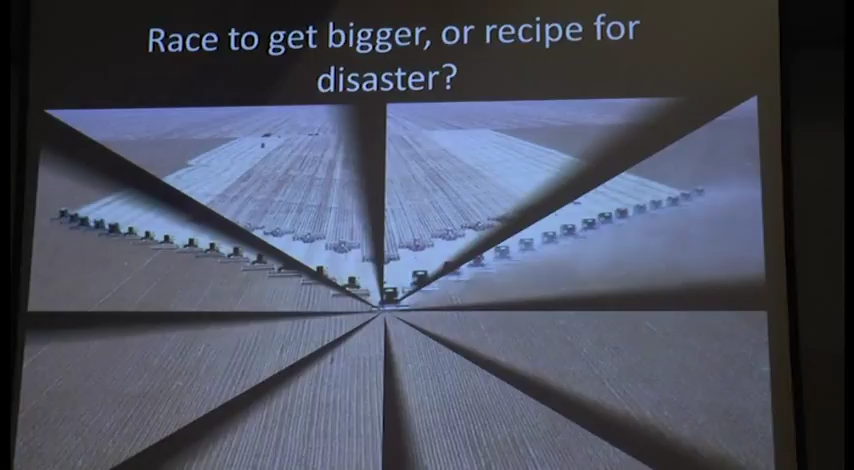 Race to get bigger, or recipe for
disaster?